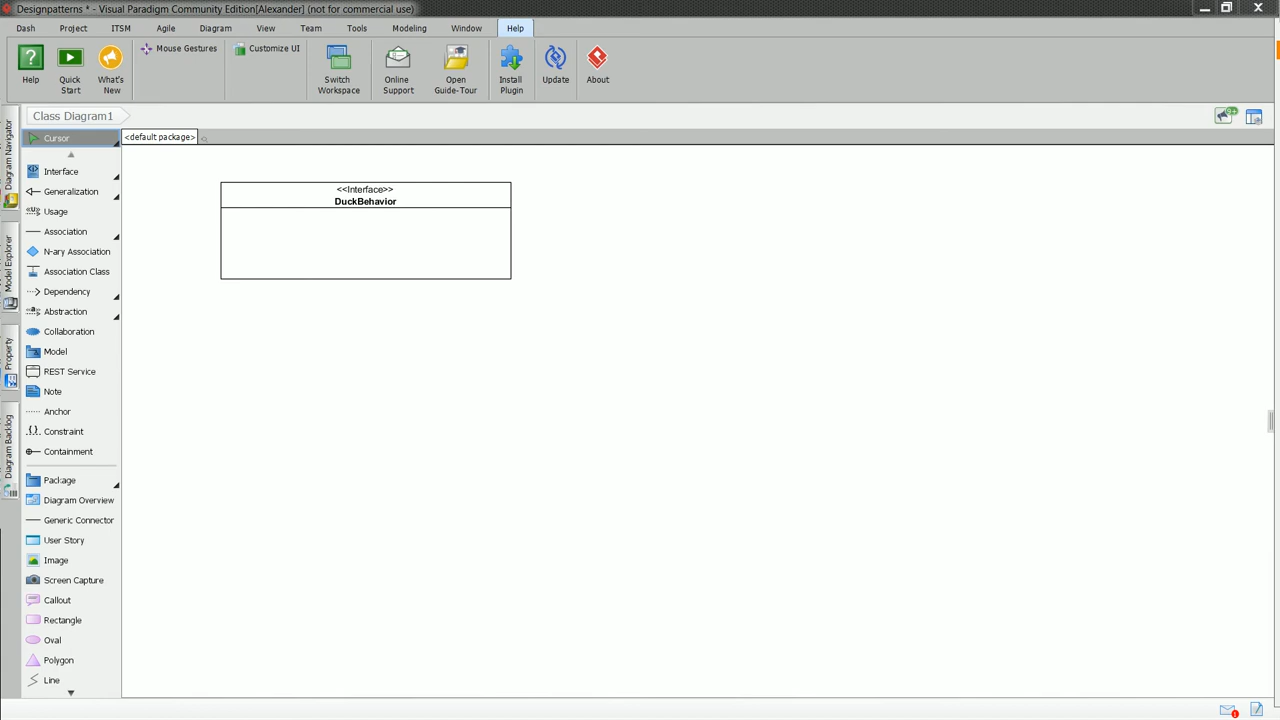 Designpatterns * - Visual Paradigm Community Edition[Alexander] (not for commercial use)
Dash Project ITSM Agile Diagram View Team Tools Modeling Window Help
Help
Quick Start
What's New
Mouse Gestures
Customize UI
Switch Workspace
Online Support
Open Guide-Tour
Install Plugin
Update
About
Class Diagram1
9+
Diagram Navigator
Model Explorer
Property
Diagram Backlog
Cursor
<default package>
Interface
Generalization
Usage
Association
N-ary Association
Association Class
Dependency
Abstraction
Collaboration
Model
REST Service
Note
Anchor
Constraint
Containment
Package
Diagram Overview
Generic Connector
User Story
Image
Screen Capture
Callout
Rectangle
Oval
Polygon
Line
<<Interface>>
DuckBehavior